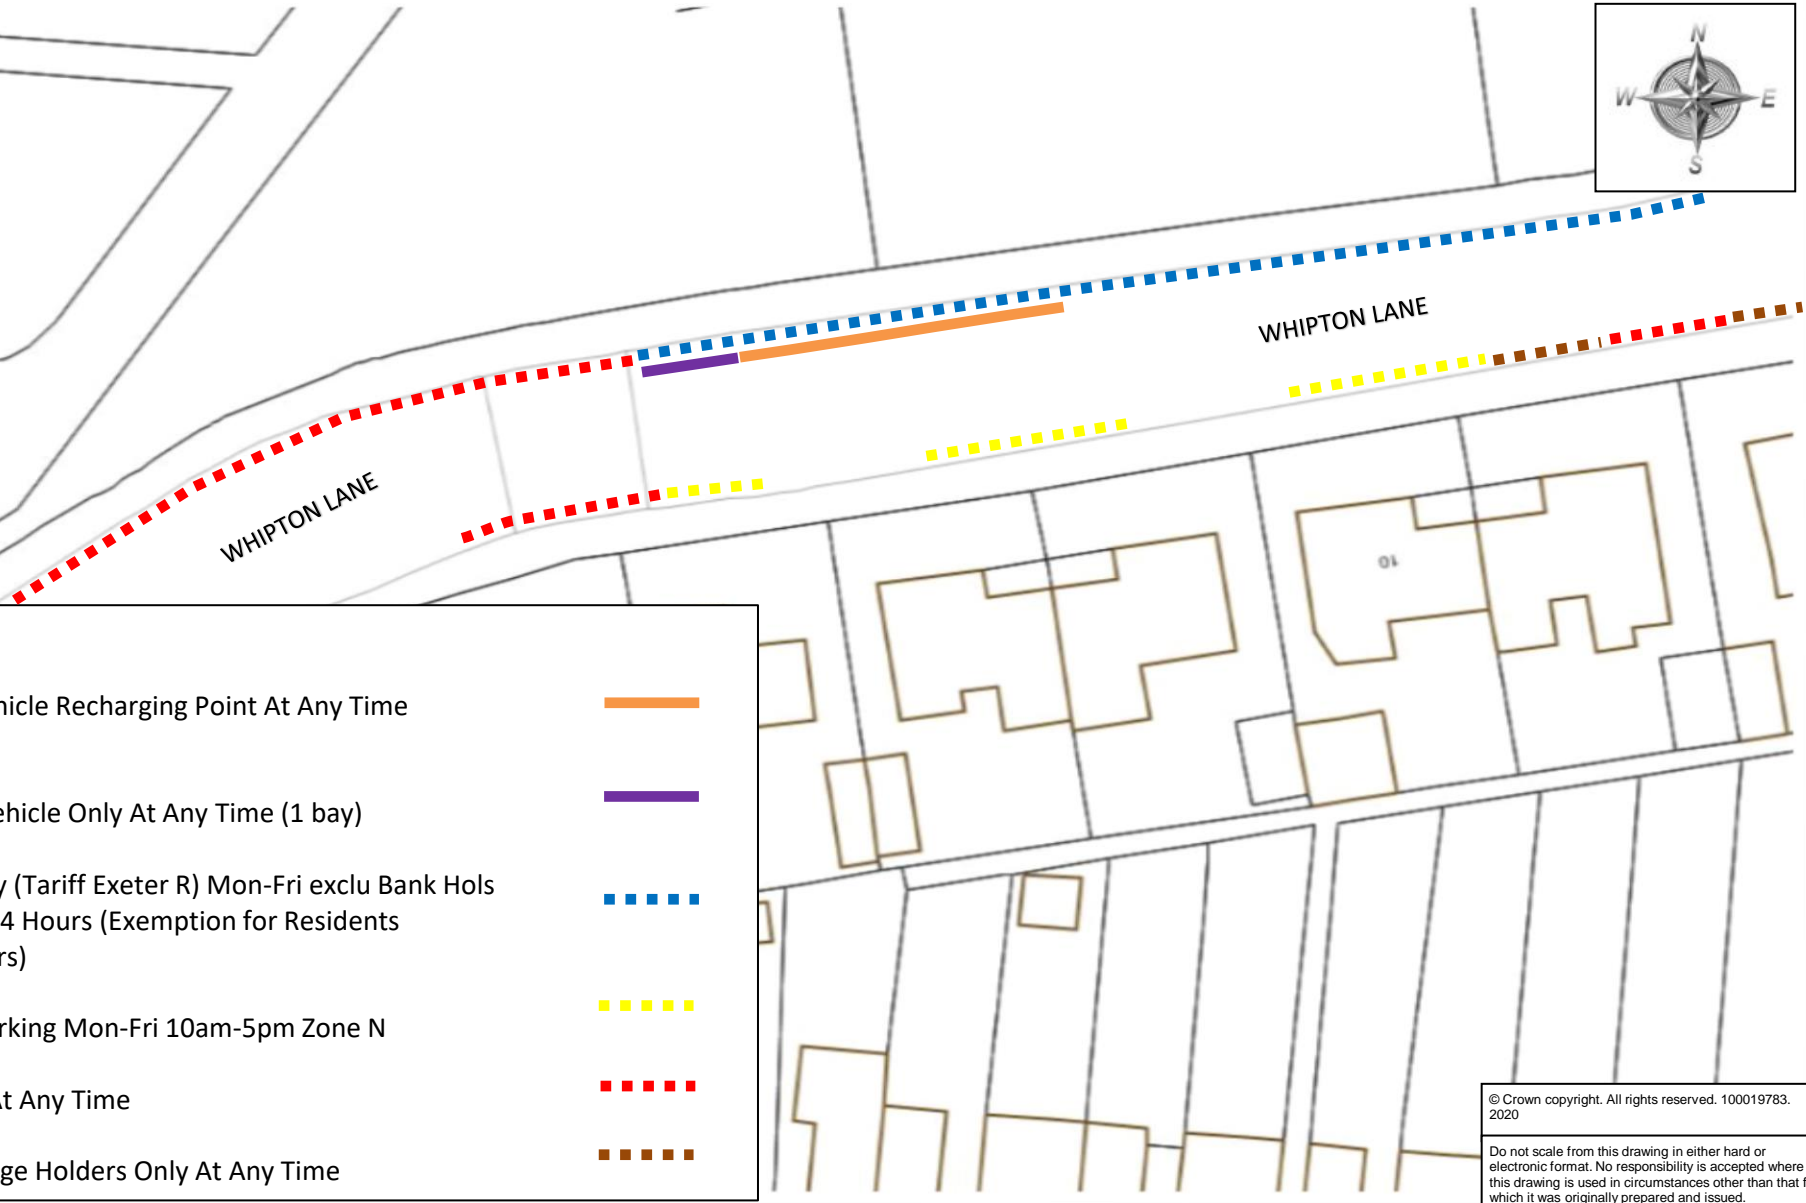 N
W E
S
WHIPTON LANE
WHIPTON LANE
10
hicle Recharging Point At Any Time
ehicle Only At Any Time (1 bay)
y (Tariff Exeter R) Mon-Fri exclu Bank Hols
4 Hours (Exemption for Residents
rs)
rking Mon-Fri 10am-5pm Zone N
At Any Time
ge Holders Only At Any Time
© Crown copyright. All rights reserved. 100019783.
2020
Do not scale from this drawing in either hard or
electronic format. No responsibility is accepted where
this drawing is used in circumstances other than that f
which it was originally prepared and issued.